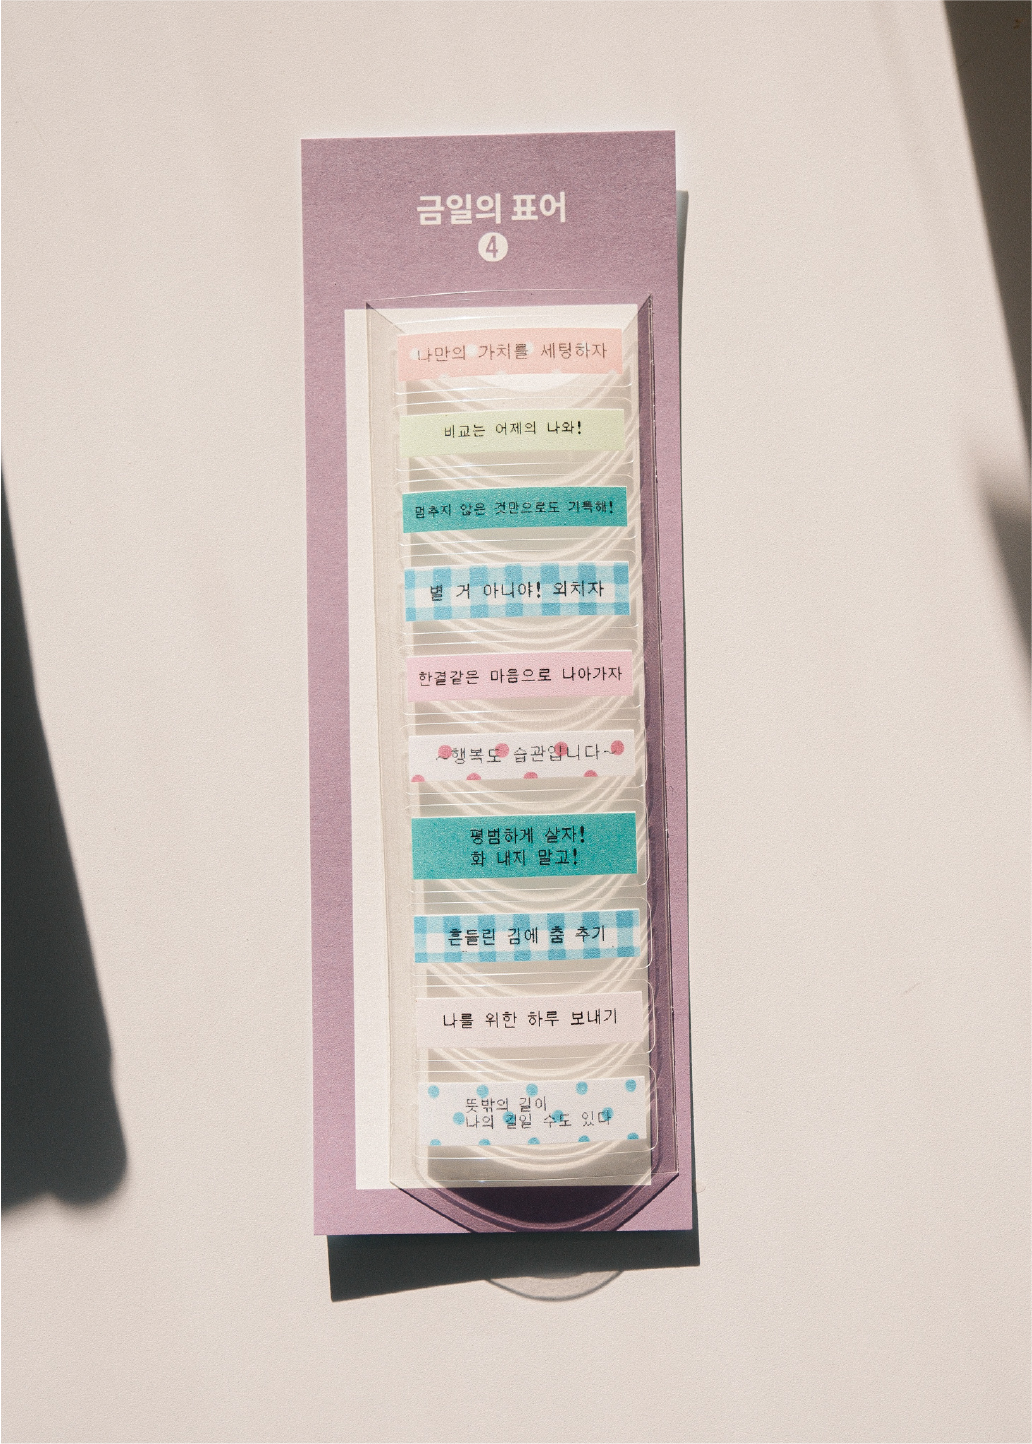 금일의 표어
4
나만의 가치를 세팅하자
비교는 어제의 나와!
멈추지 않은 것만으로도 기특해!
별 거 아니야! 외치자
한결같은 마음으로 나아가자
~행복도 습관입니다~
평범하게 살자!
화 내지 말고!
흔들린 김에 춤 추기
나를 위한 하루 보내기
뜻밖의 길이
나의 길일 수도 있다